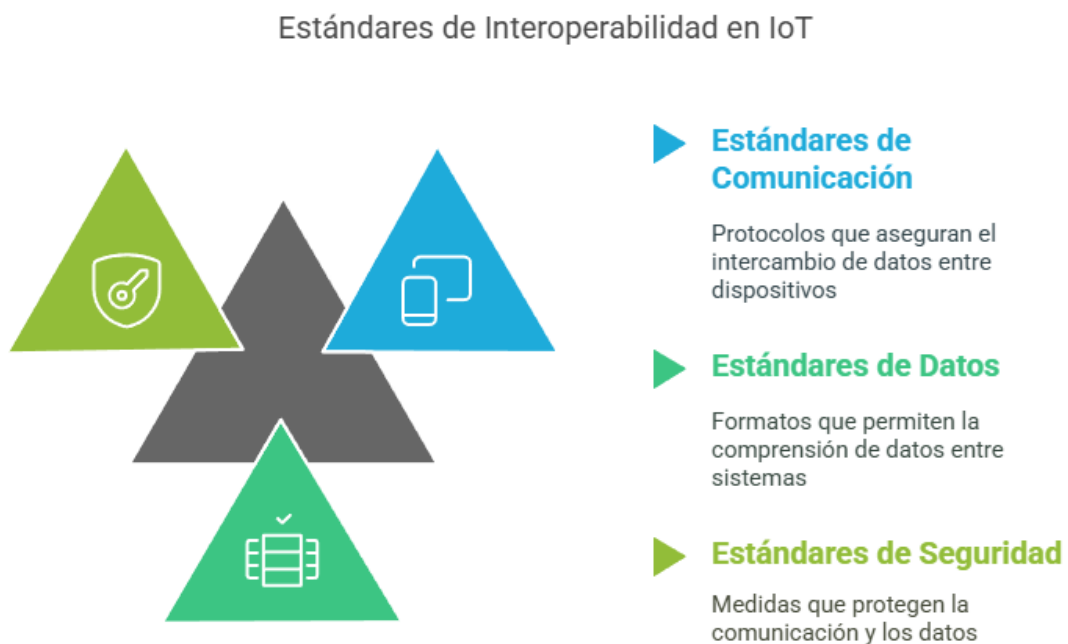 Estándares de Interoperabilidad en IoT
Estándares de
Comunicación
Protocolos que aseguran el
intercambio de datos entre
dispositivos
Estándares de Datos
Formatos que permiten la
comprensión de datos entre
sistemas
Estándares de Seguridad
Medidas que protegen la
comunicación y los datos